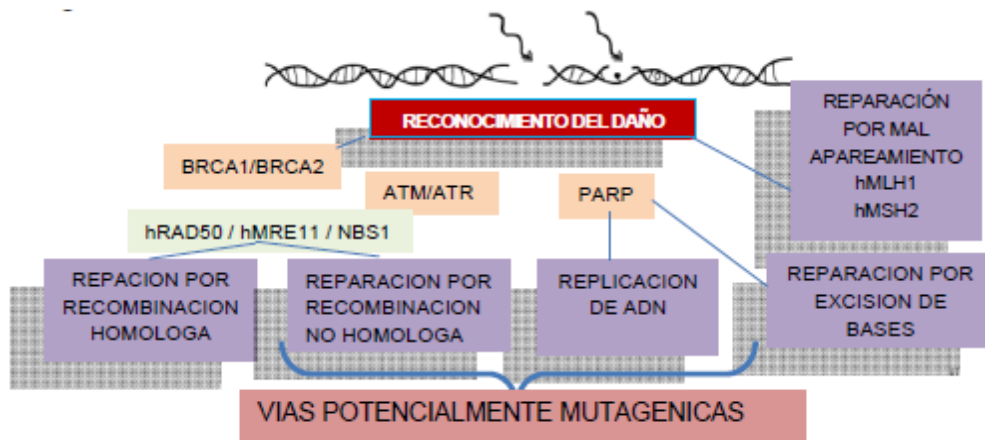 RECONOCIMIENTO DEL DAÑO
REPARACIÓN
POR MAL
APAREAMIENTO
hMLH1
hMSH2
BRCA1/BRCA2
ATM/ATR
PARP
hRAD50 / hMRE11 / NBS1
REPACION POR
RECOMBINACION
HOMOLOGA
REPARACION POR
RECOMBINACION
NO HOMOLOGA
REPLICACION
DE ADN
REPARACION POR
EXCISION DE
BASES
VIAS POTENCIALMENTE MUTAGENICAS